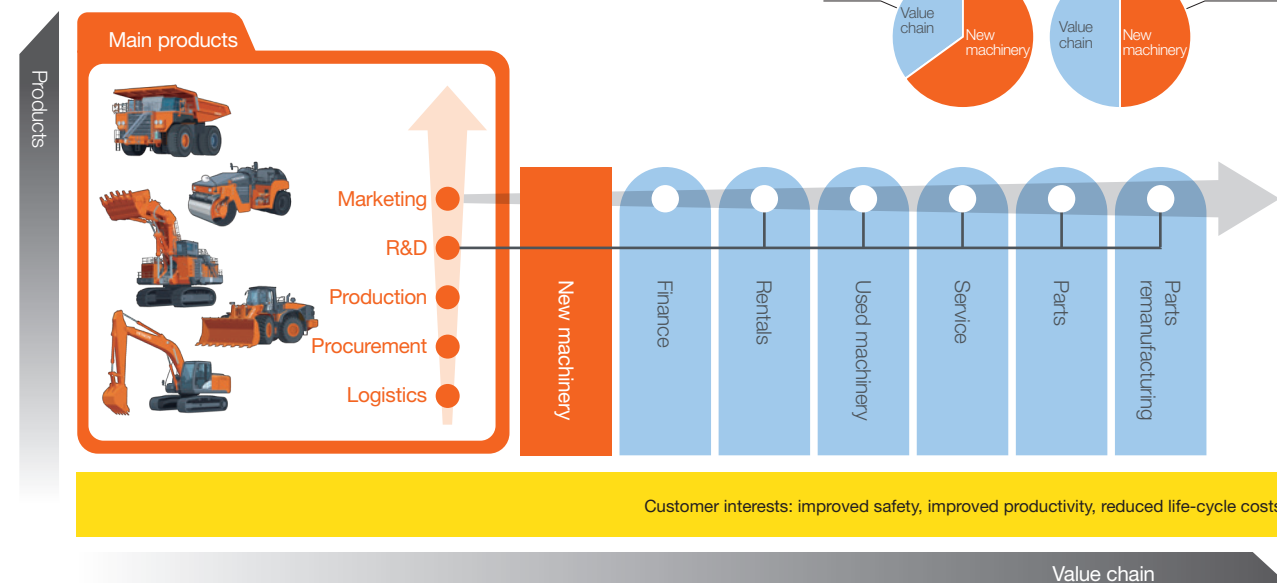 Products
Main products
Value
chain
New
machinery
Value
chain
New
machinery
Marketing
R&D
Production
Procurement
Logistics
New machinery
Finance
Rentals
Used machinery
Service
Parts
Parts
remanufacturing
Customer interests: improved safety, improved productivity, reduced life-cycle costs
Value chain